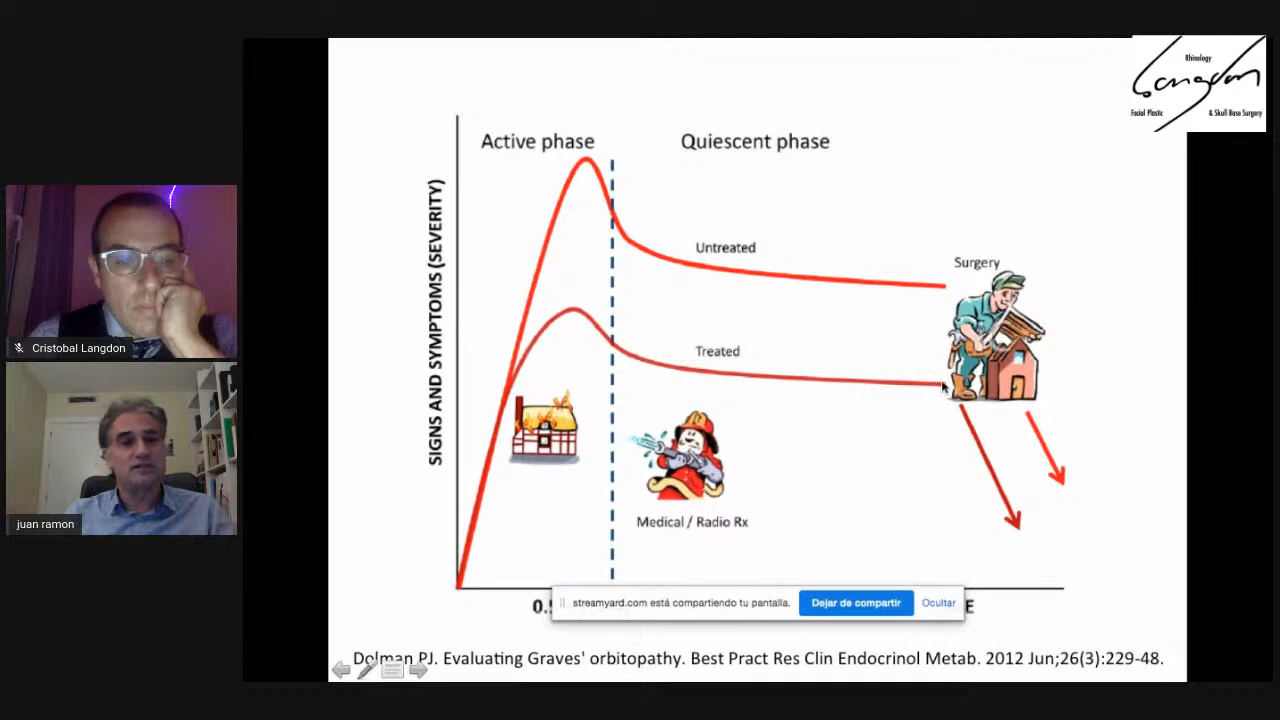 Rhinology
Langdon
Facial Plastic & Skull Base Surgery
Active phase
Quiescent phase
SIGNS AND SYMPTOMS (SEVERITY)
Untreated
Surgery
Treated
Medical / Radio Rx
Cristobal Langdon
juan ramon
streamyard.com está compartiendo tu pantalla.
Dejar de compartir
Ocultar
Dolman PJ. Evaluating Graves' orbitopathy. Best Pract Res Clin Endocrinol Metab. 2012 Jun;26(3):229-48.